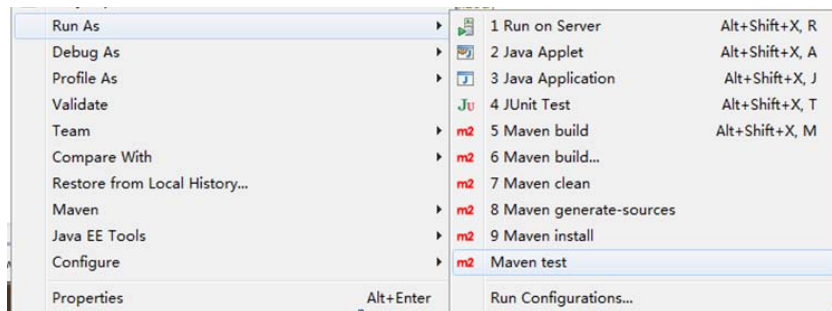 Run As
Debug As
Profile As
Validate
Team
Compare With
Restore from Local History...
Maven
Java EE Tools
Configure
Properties Alt+Enter
1 Run on Server Alt+Shift+X, R
2 Java Applet Alt+Shift+X, A
3 Java Application Alt+Shift+X, J
Ju 4 JUnit Test Alt+Shift+X, T
m2 5 Maven build Alt+Shift+X, M
m2 6 Maven build...
m2 7 Maven clean
m2 8 Maven generate-sources
m2 9 Maven install
m2 Maven test
Run Configurations...